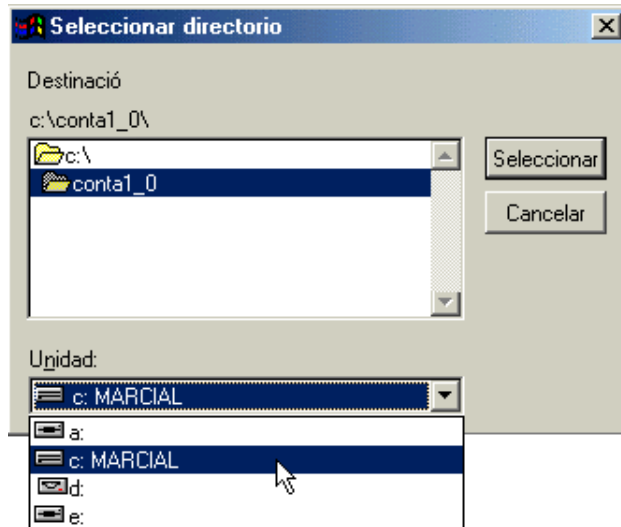 Seleccionar directorio
Destinació
c:\conta1_0\
c:\
conta1_0
Seleccionar
Cancelar
Unidad:
c: MARCIAL
a:
c: MARCIAL
d:
e: